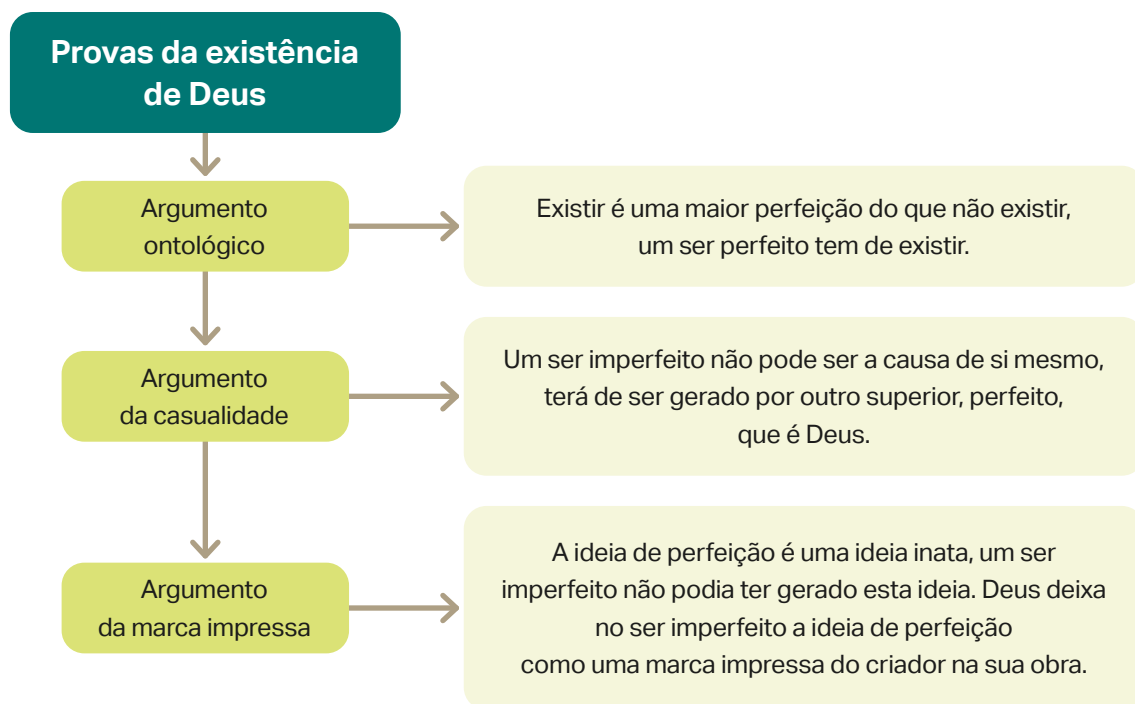 Provas da existência
de Deus
Argumento
ontológico
Existir é uma maior perfeição do que não existir,
um ser perfeito tem de existir.
Argumento
da casualidade
Um ser imperfeito não pode ser a causa de si mesmo,
terá de ser gerado por outro superior, perfeito,
que é Deus.
Argumento
da marca impressa
A ideia de perfeição é uma ideia inata, um ser
imperfeito não podia ter gerado esta ideia. Deus deixa
no ser imperfeito a ideia de perfeição
como uma marca impressa do criador na sua obra.